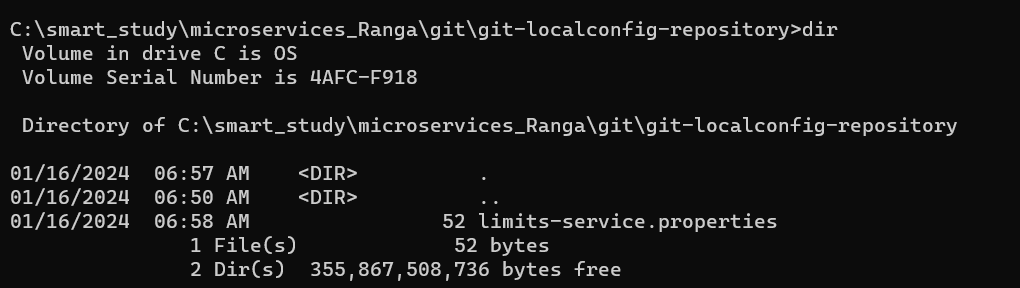 C:\smart_study\microservices_Ranga\git\git-localconfig-repository>dir
 Volume in drive C is OS
 Volume Serial Number is 4AFC-F918

 Directory of C:\smart_study\microservices_Ranga\git\git-localconfig-repository

01/16/2024  06:57 AM    <DIR>          .
01/16/2024  06:50 AM    <DIR>          ..
01/16/2024  06:58 AM                52 limits-service.properties
               1 File(s)             52 bytes
               2 Dir(s)  355,867,508,736 bytes free